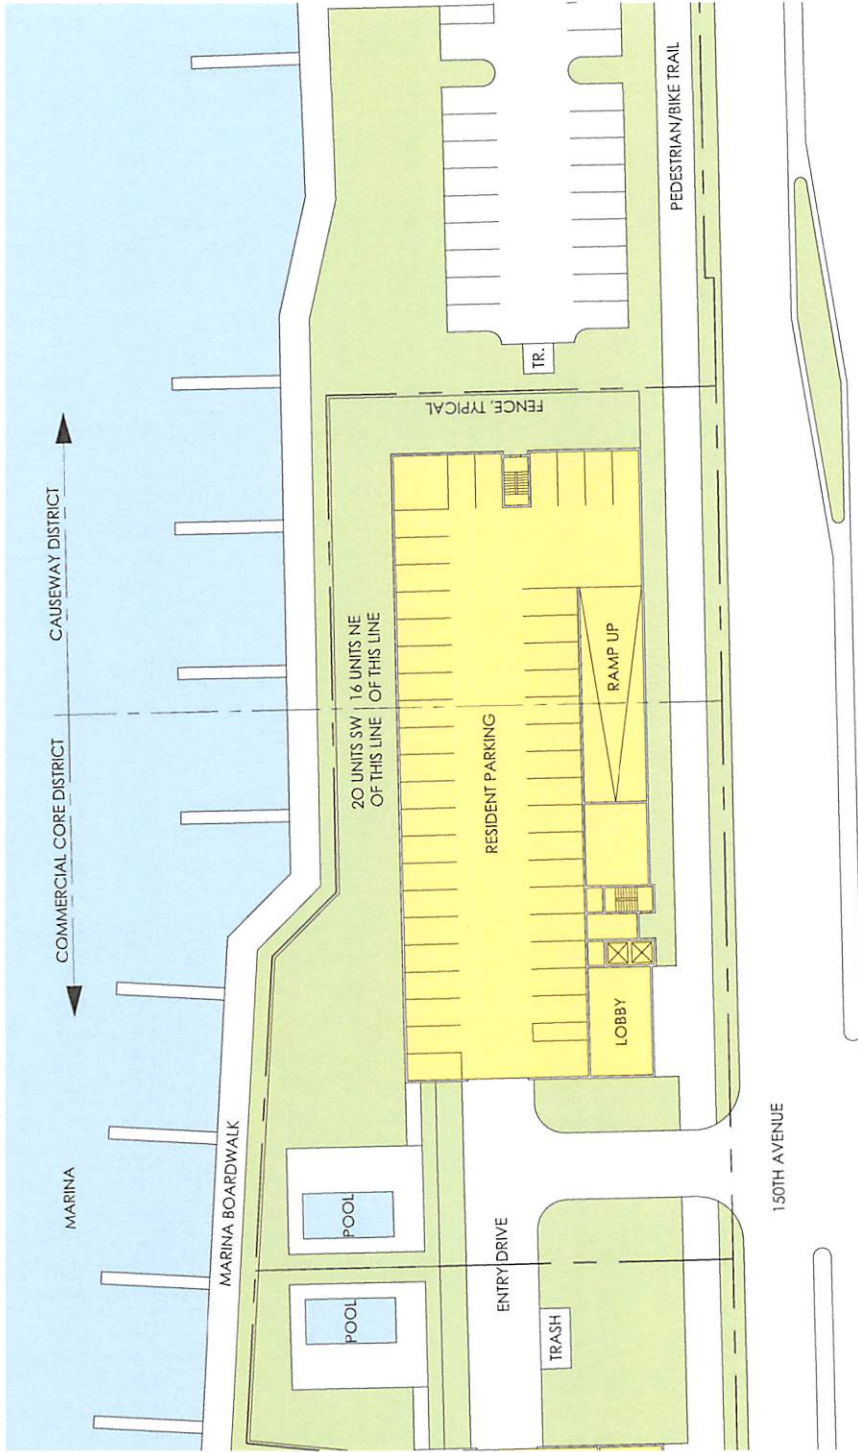 COMMERCIAL CORE DISTRICT
CAUSEWAY DISTRICT
MARINA
MARINA BOARDWALK
20 UNITS SW
OF THIS LINE
16 UNITS NE
OF THIS LINE
FENCE, TYPICAL
TR.
PEDESTRIAN/BIKE TRAIL
POOL
POOL
RESIDENT PARKING
RAMP UP
LOBBY
ENTRY DRIVE
TRASH
150TH AVENUE